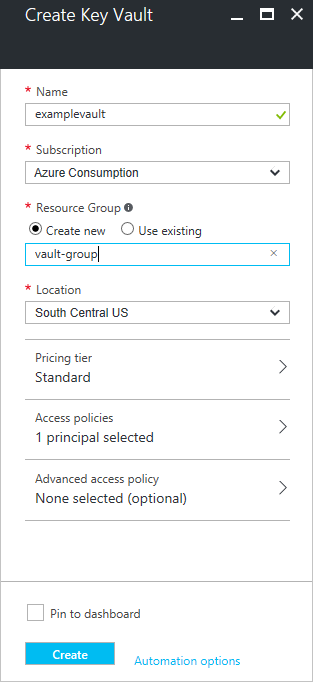 Create Key Vault
* Name
examplevault
* Subscription
Azure Consumption
* Resource Group
Create new Use existing
vault-group
* Location
South Central US
Pricing tier
Standard
Access policies
1 principal selected
Advanced access policy
None selected (optional)
Pin to dashboard
Create Automation options